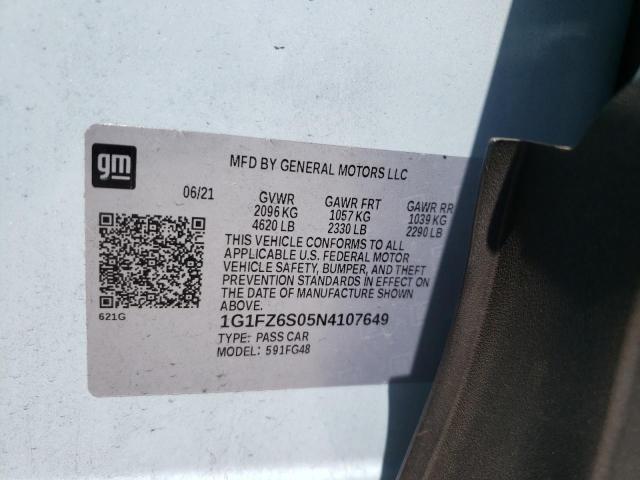 gm
MFD BY GENERAL MOTORS LLC
06/21 GVWR GAWR FRT GAWR RR
2096 KG 1057 KG 1039 KG
4620 LB 2330 LB 2290 LB
THIS VEHICLE CONFORMS TO ALL
APPLICABLE U.S. FEDERAL MOTOR
VEHICLE SAFETY, BUMPER, AND THEFT
PREVENTION STANDARDS IN EFFECT ON
THE DATE OF MANUFACTURE SHOWN
ABOVE.
621G
1G1FZ6S05N4107649
TYPE: PASS CAR
MODEL: 591FG48